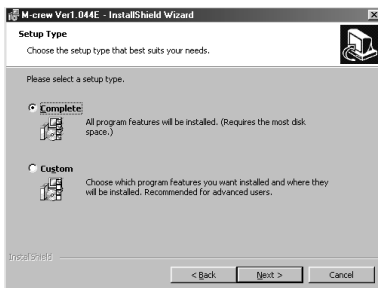 M-crew Ver1.044E - InstallShield Wizard
Setup Type
Choose the setup type that best suits your needs.
Please select a setup type.
Complete
All program features will be installed. (Requires the most disk
space.)
Custom
Choose which program features you want installed and where they
will be installed. Recommended for advanced users.
InstallShield
< Back
Next >
Cancel